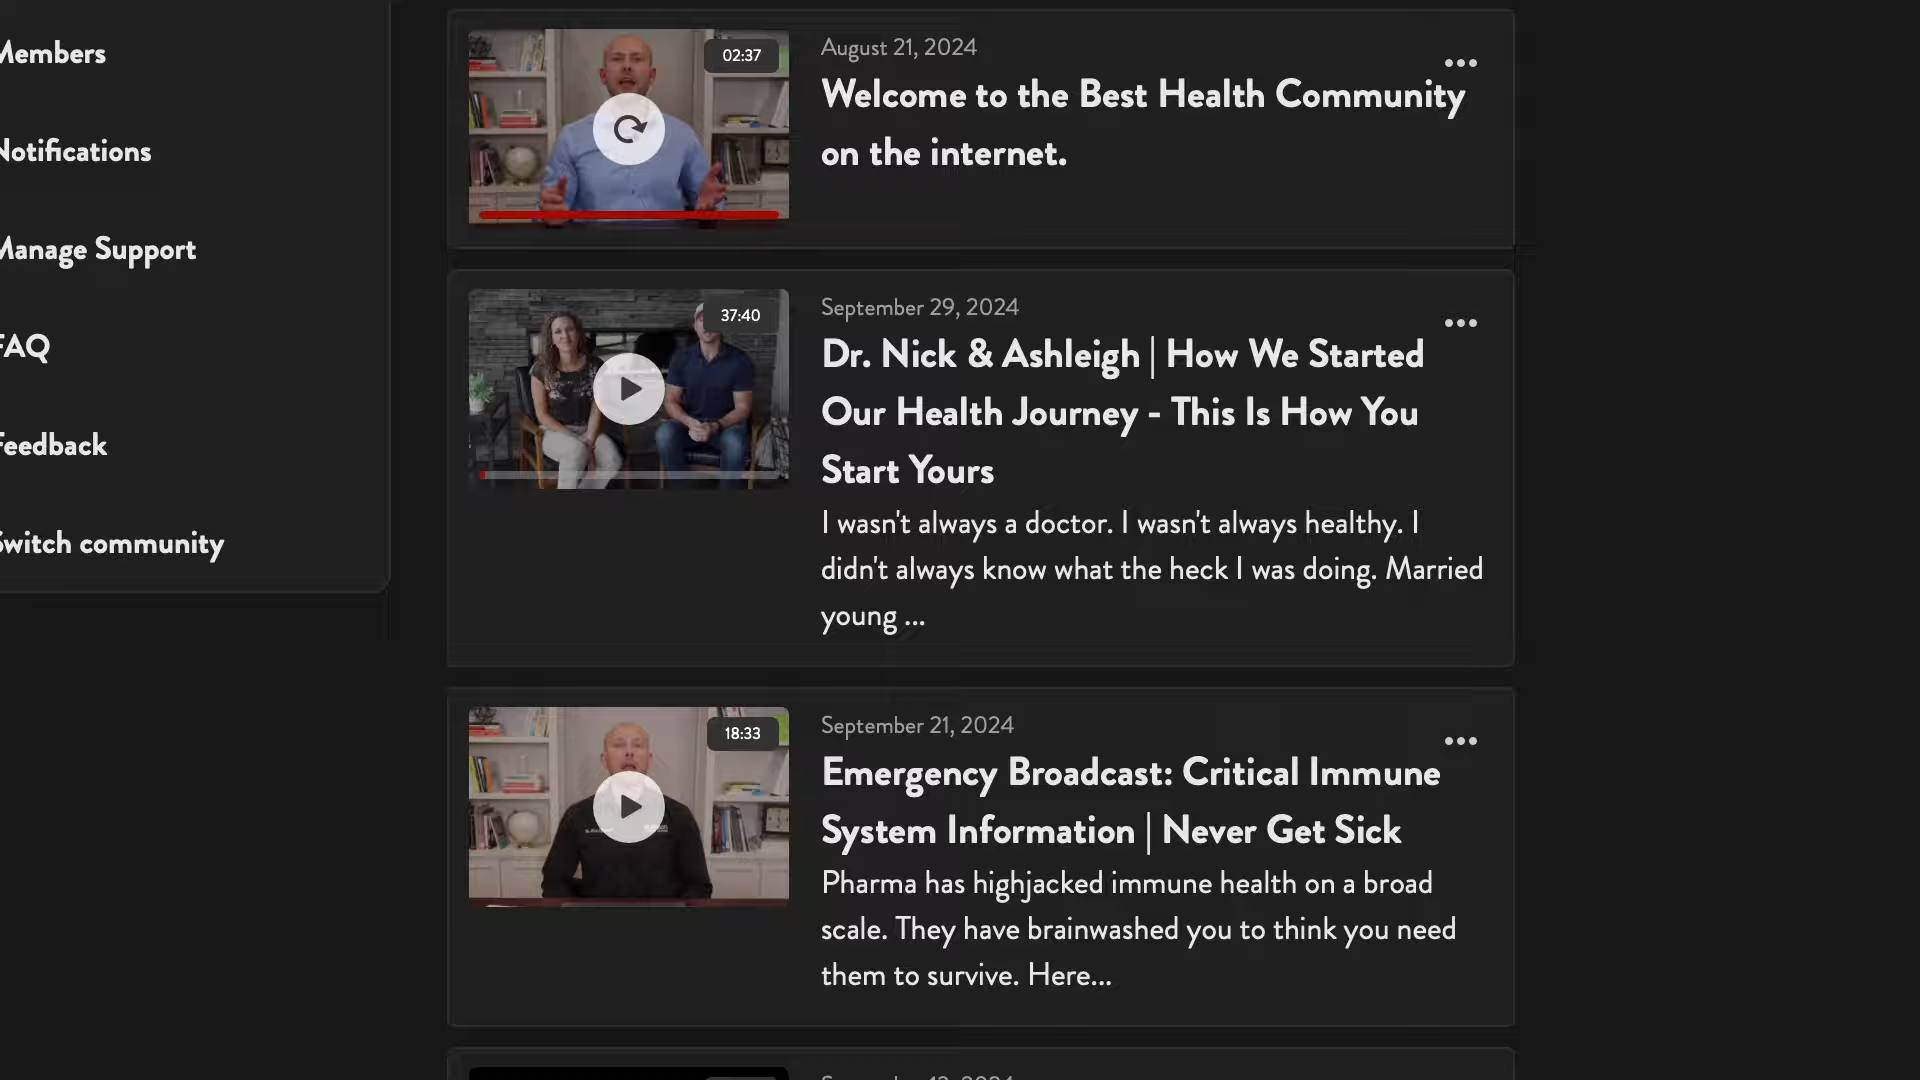 Members
Notifications
Manage Support
FAQ
Feedback
Switch community
02:37
August 21, 2024
Welcome to the Best Health Community
on the internet.
37:40
September 29, 2024
Dr. Nick & Ashleigh | How We Started
Our Health Journey - This Is How You
Start Yours
I wasn't always a doctor. I wasn't always healthy. I
didn't always know what the heck I was doing. Married
young ...
18:33
September 21, 2024
Emergency Broadcast: Critical Immune
System Information | Never Get Sick
Pharma has highjacked immune health on a broad
scale. They have brainwashed you to think you need
them to survive. Here...